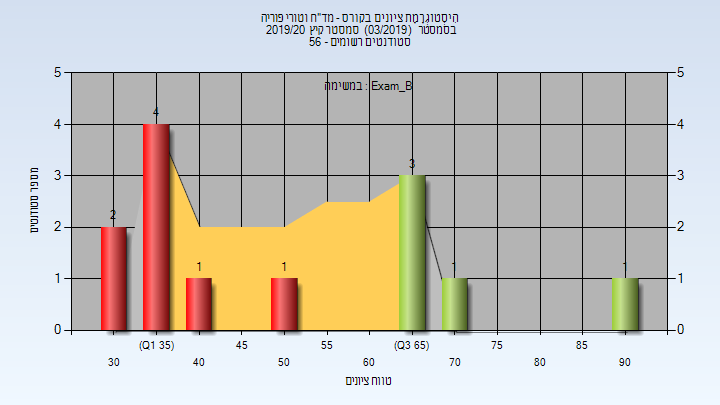 היסטוגרמת ציונים בקורס - מד"ח וטורי פוריה
בסמסטר (03/2019) סמסטר קיץ 2019/20
סטודנטים רשומים - 56
במשימה : Exam_B
מספר סטודנטים
5 5
4 4
3 3
2 2
1 1
0 0
2 4 1 1 3 1 1
(Q1 35) 45 55 (Q3 65) 75 85
30 40 50 60 70 80 90
טווח ציונים